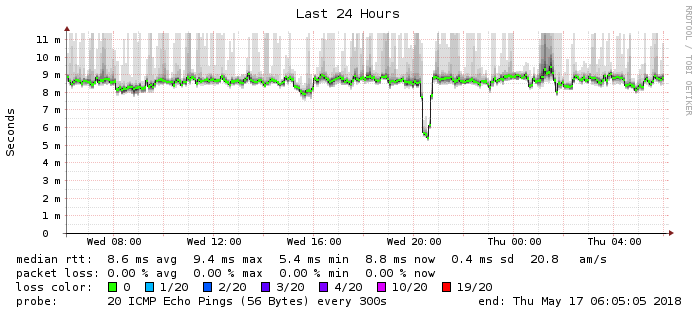 Last 24 Hours
RRDTOOL / TOBI OETIKER
Seconds
11 m
10 m
9 m
8 m
7 m
6 m
5 m
4 m
3 m
2 m
1 m
0
Wed 08:00 Wed 12:00 Wed 16:00 Wed 20:00 Thu 00:00 Thu 04:00
median rtt: 8.6 ms avg 9.4 ms max 5.4 ms min 8.8 ms now 0.4 ms sd 20.8 am/s
packet loss: 0.00 % avg 0.00 % max 0.00 % min 0.00 % now
loss color: 0 1/20 2/20 3/20 4/20 10/20 19/20
probe: 20 ICMP Echo Pings (56 Bytes) every 300s end: Thu May 17 06:05:05 2018